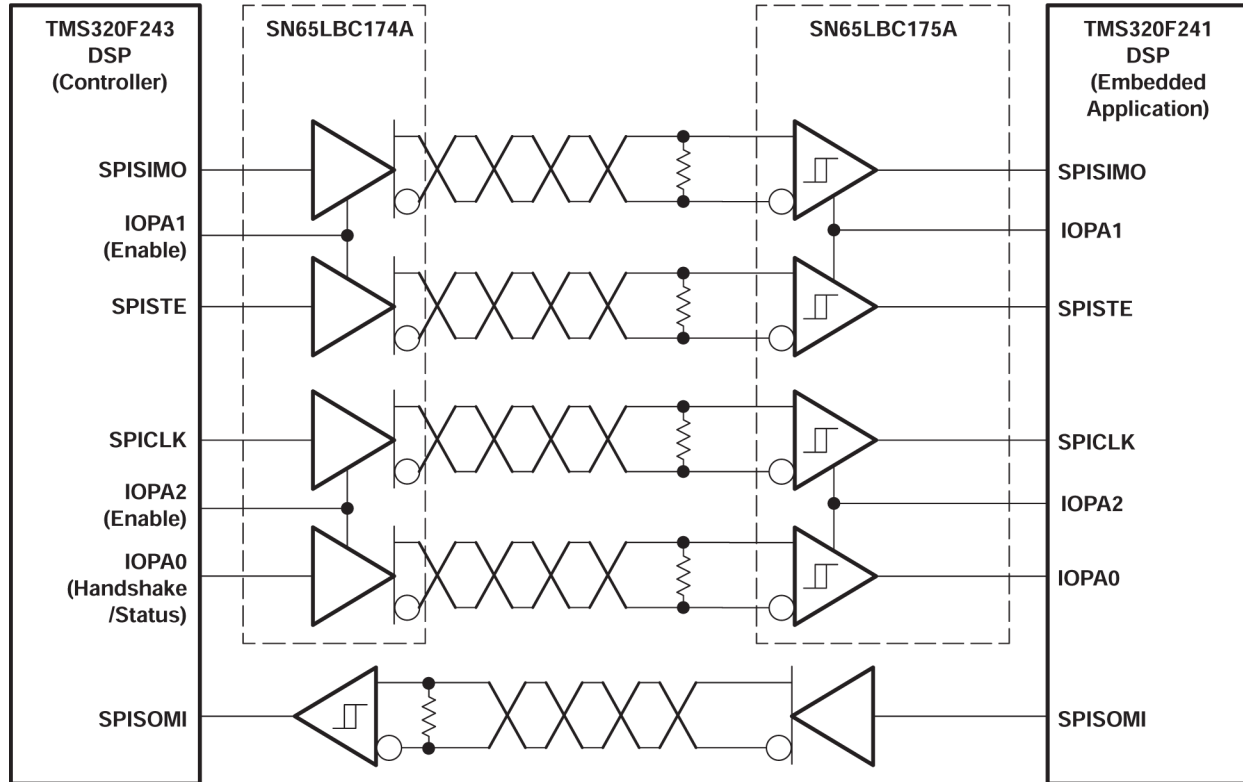 TMS320F243
DSP
(Controller)
SN65LBC174A
SN65LBC175A
TMS320F241
DSP
(Embedded
Application)
SPISIMO
SPISIMO
IOPA1
(Enable)
IOPA1
SPISTE
SPISTE
SPICLK
SPICLK
IOPA2
(Enable)
IOPA2
IOPA0
(Handshake
/Status)
IOPA0
SPISOMI
SPISOMI